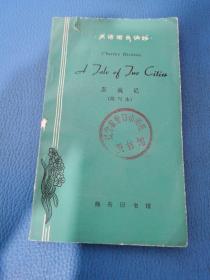 英语简易读物
Charles Dickens
A Tale of Two Cities
双城记
(简写本)
商务印书馆